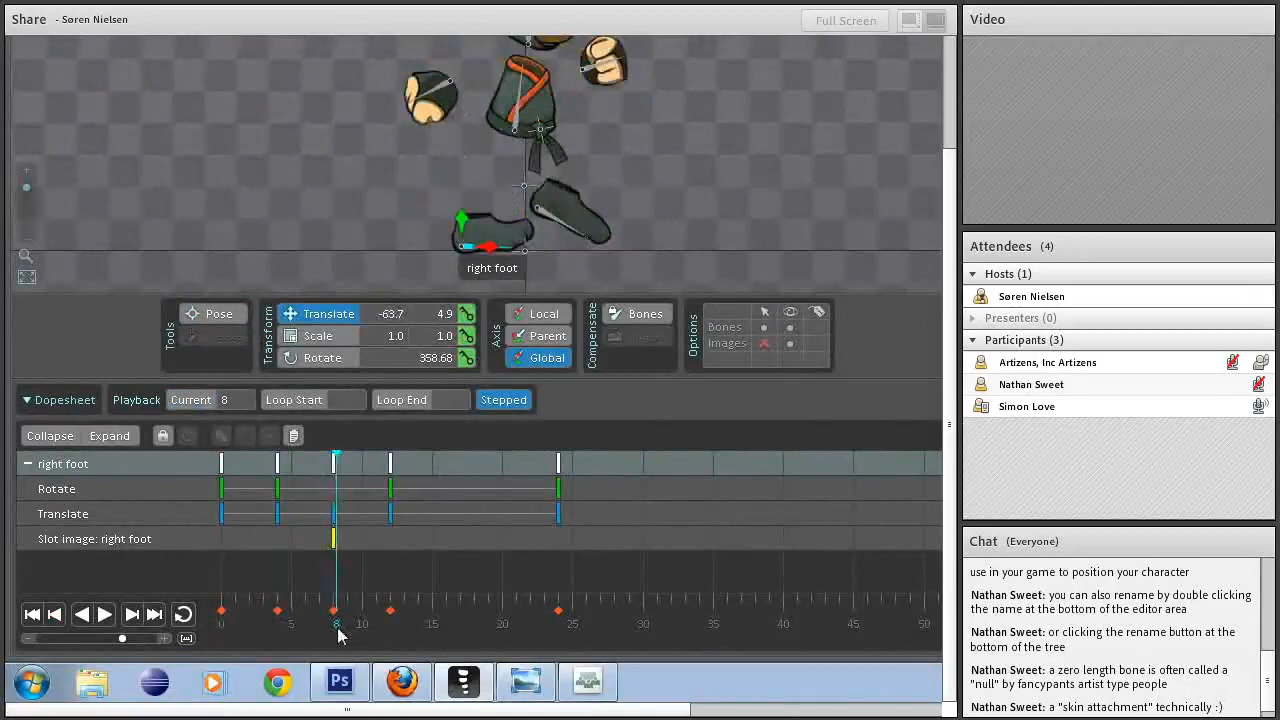 Share - Søren Nielsen
Full Screen
Video
right foot
Tools
Pose
Transform
Translate -63.7 4.9
Scale 1.0 1.0
Rotate 358.68
Axis
Local
Parent
Global
Compensate
Bones
Options
Bones
Images
Attendees (4)
Hosts (1)
Søren Nielsen
Presenters (0)
Participants (3)
Artizens, Inc Artizens
Nathan Sweet
Simon Love
Dopesheet Playback Current 8 Loop Start Loop End Stepped
Collapse Expand
right foot
Rotate
Translate
Slot image: right foot
0 5 8 10 15 20 25 30 35 40 45 50
Ps
Chat (Everyone)
use in your game to position your character
Nathan Sweet: you can also rename by double clicking
the name at the bottom of the editor area
Nathan Sweet: or clicking the rename button at the
bottom of the tree
Nathan Sweet: a zero length bone is often called
"null" by fancypants artist type people
Nathan Sweet: a "skin attachment" technically :)